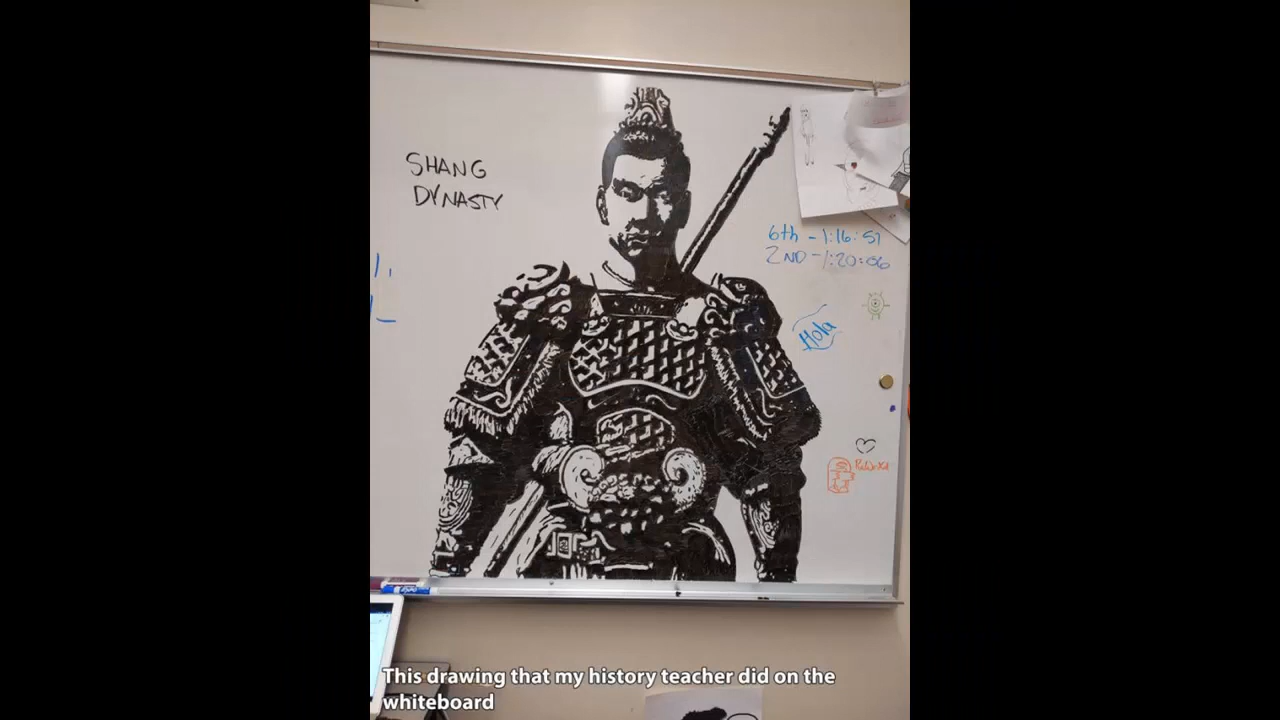 SHANG
DYNASTY
6th - 1:16:51
2ND - 1:20:06
Hola
This drawing that my history teacher did on the
whiteboard